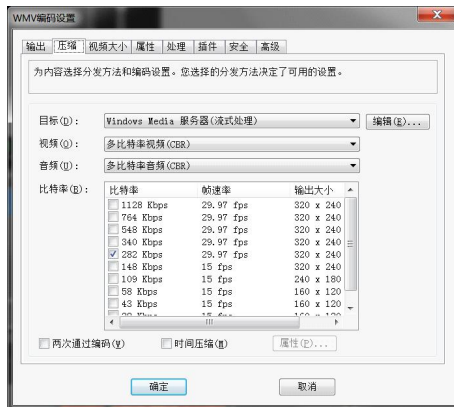 WMV编码设置
输出 压缩 视频大小 属性 处理 插件 安全 高级
为内容选择分发方法和编码设置。您选择的分发方法决定了可用的设置。
目标(D): Windows Media 服务器(流式处理) 编辑(E)...
视频(O): 多比特率视频(CBR)
音频(U): 多比特率音频(CBR)
比特率(B): 比特率 帧速率 输出大小
1128 Kbps 29.97 fps 320 x 240
764 Kbps 29.97 fps 320 x 240
548 Kbps 29.97 fps 320 x 240
340 Kbps 29.97 fps 320 x 240
282 Kbps 29.97 fps 320 x 240
148 Kbps 15 fps 320 x 240
109 Kbps 15 fps 240 x 180
58 Kbps 15 fps 160 x 120
43 Kbps 15 fps 160 x 120
两次通过编码(W) 时间压缩(M) 属性(P)...
确定 取消